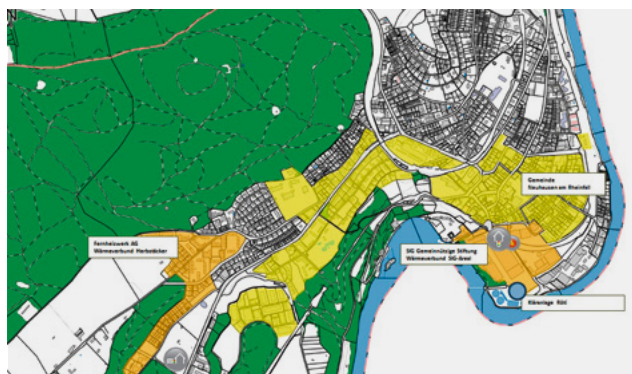 Gemeinde
Neuhausen am Rheinfall
Fernheizwerk AG
Wärmeverbund Herbstäcker
SIG Gemeinnützige Stiftung
Wärmeverbund SIG-Areal
Kläranlage Röti